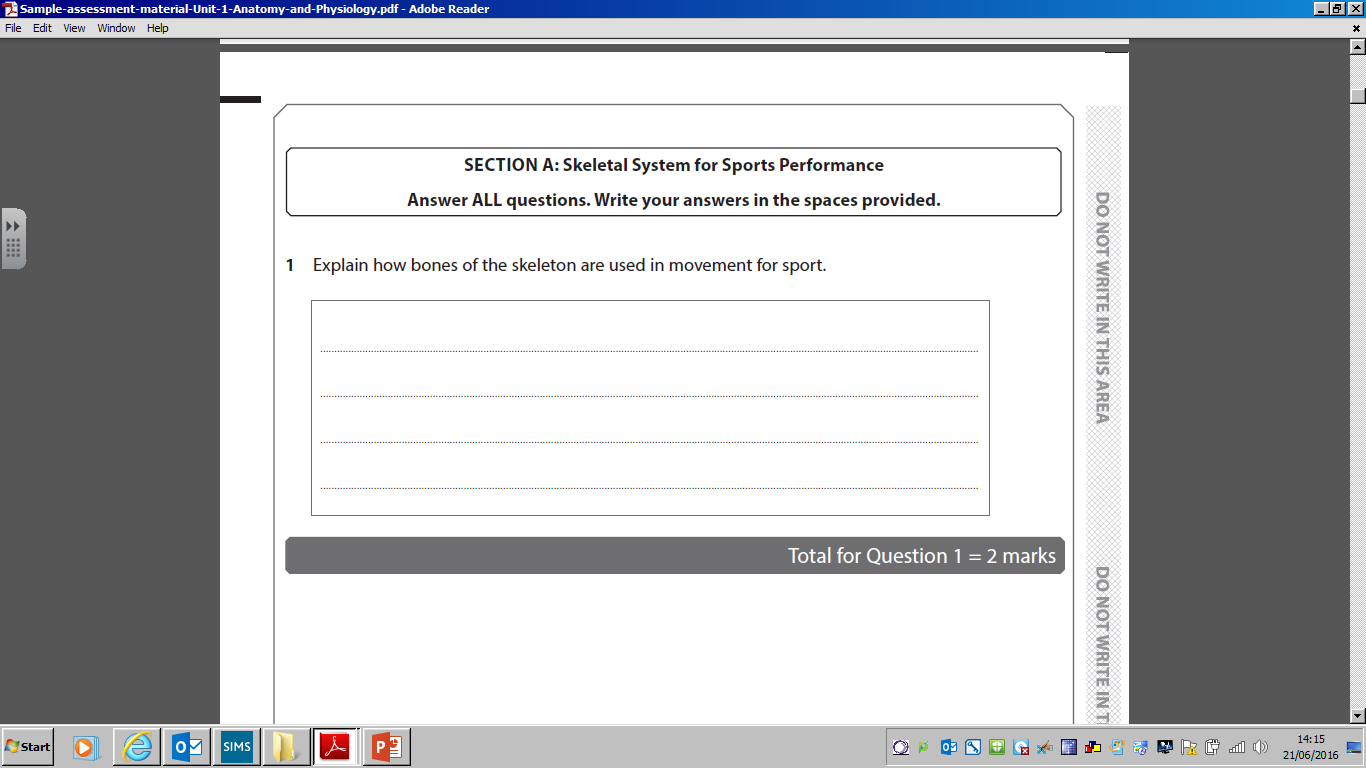 Sample-assessment-material-Unit-1-Anatomy-and-Physiology.pdf - Adobe Reader
File Edit View Window Help
SECTION A: Skeletal System for Sports Performance
Answer ALL questions. Write your answers in the spaces provided.
1 Explain how bones of the skeleton are used in movement for sport.
Total for Question 1 = 2 marks
DO NOT WRITE IN THIS AREA
DO NOT WRITE IN T
Start
SIMS
14:15
21/06/2016